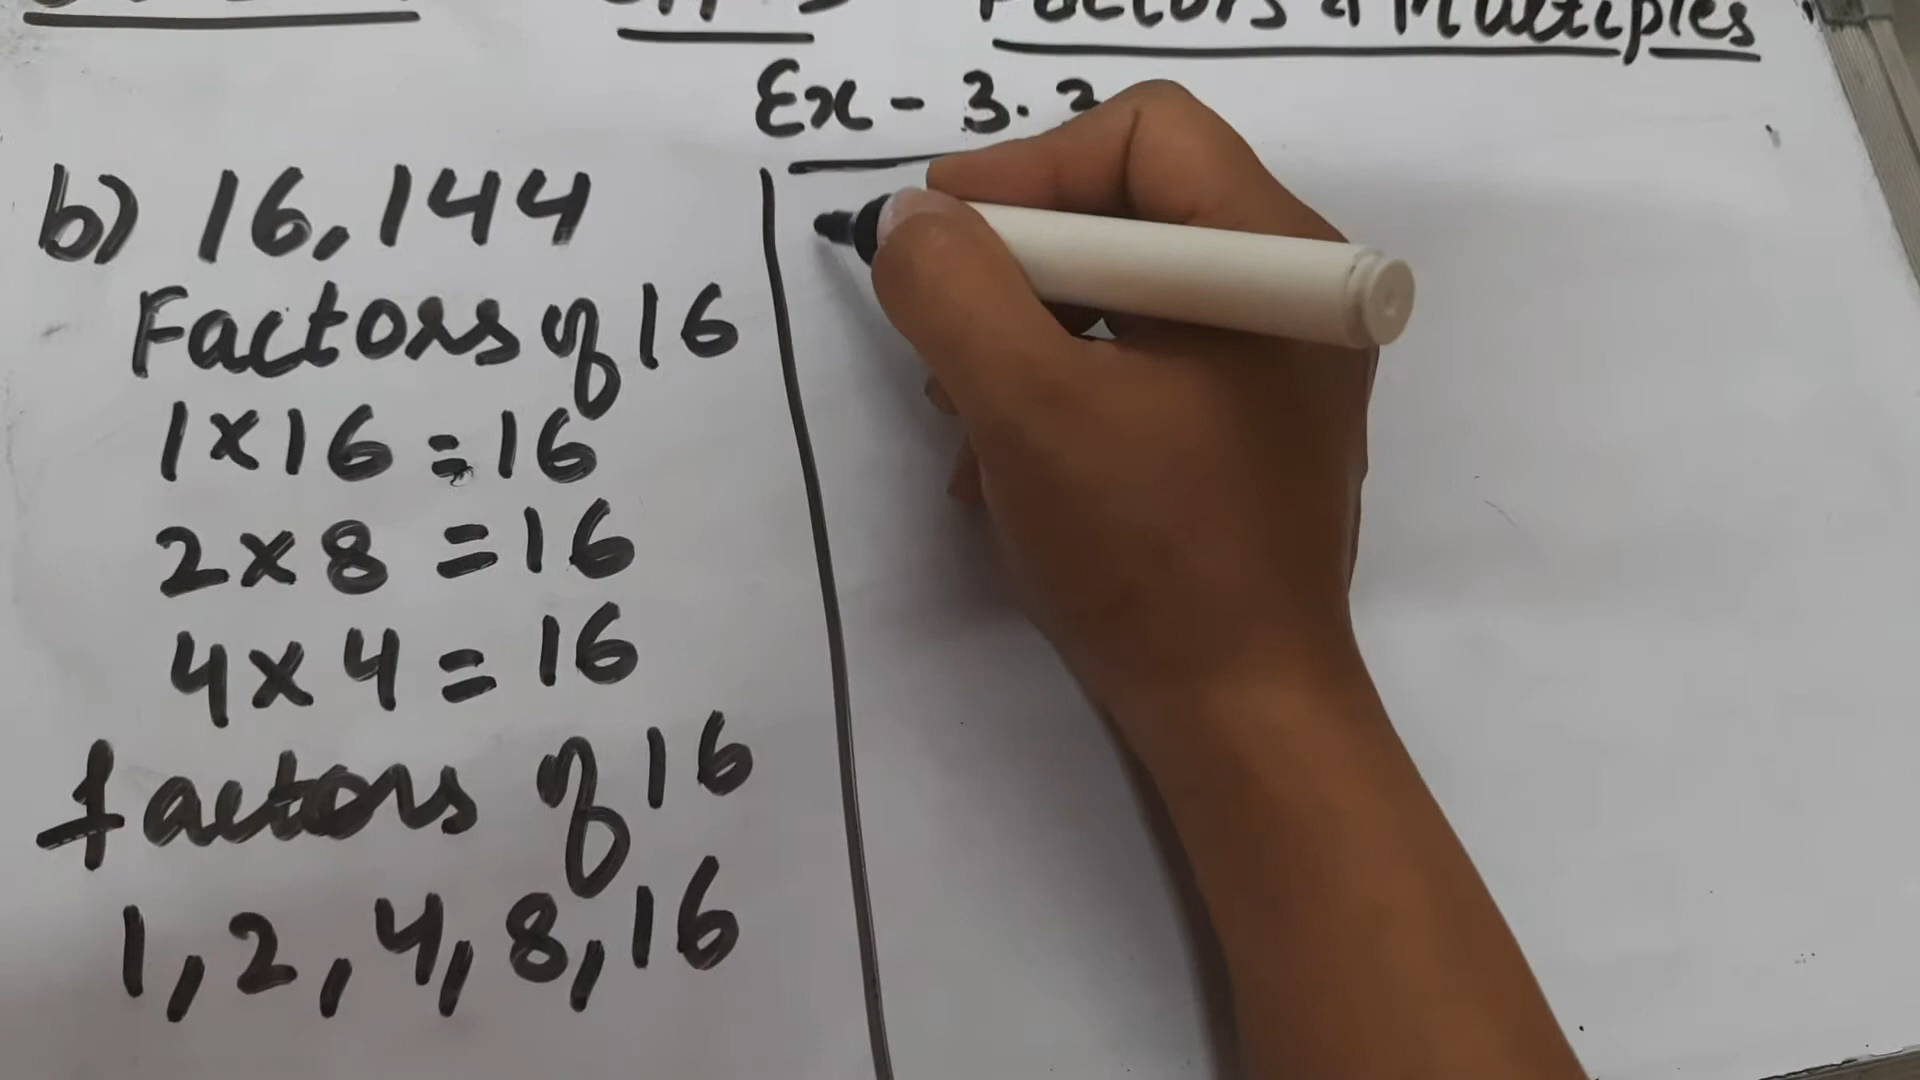 Factors & Multiples
Ex - 3.
b) 16, 144
Factors of 16
1 x 16 = 16
2 x 8 = 16
4 x 4 = 16
factors of 16
1, 2, 4, 8, 16